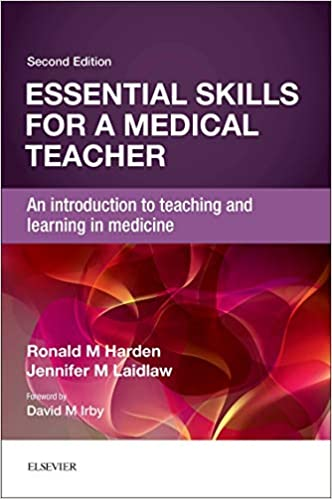 Second Edition
ESSENTIAL SKILLS
FOR A MEDICAL
TEACHER
An introduction to teaching and
learning in medicine
Ronald M Harden
Jennifer M Laidlaw
Foreword by
David M Irby
ELSEVIER